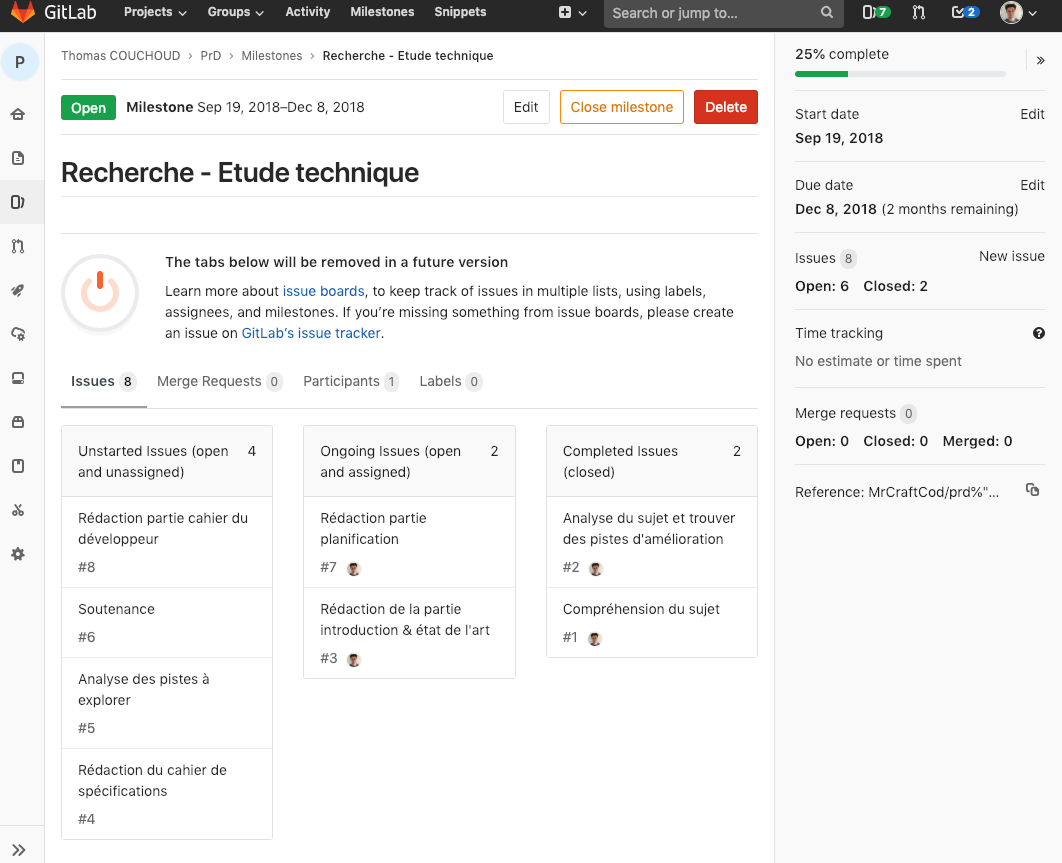 GitLab Projects Groups Activity Milestones Snippets Search or jump to... 7 2
P
Thomas COUCHOUD › PrD › Milestones › Recherche - Etude technique
Open Milestone Sep 19, 2018–Dec 8, 2018 Edit Close milestone Delete
Recherche - Etude technique
The tabs below will be removed in a future version
Learn more about issue boards, to keep track of issues in multiple lists, using labels,
assignees, and milestones. If you’re missing something from issue boards, please create
an issue on GitLab’s issue tracker.
Issues 8 Merge Requests 0 Participants 1 Labels 0
Unstarted Issues (open
and unassigned)
4
Rédaction partie cahier du
développeur
#8
Soutenance
#6
Analyse des pistes à
explorer
#5
Rédaction du cahier de
spécifications
#4
Ongoing Issues (open
and assigned)
2
Rédaction partie
planification
#7
Rédaction de la partie
introduction & état de l'art
#3
Completed Issues
(closed)
2
Analyse du sujet et trouver
des pistes d'amélioration
#2
Compréhension du sujet
#1
25% complete »
Start date Edit
Sep 19, 2018
Due date Edit
Dec 8, 2018 (2 months remaining)
Issues 8 New issue
Open: 6 Closed: 2
Time tracking ?
No estimate or time spent
Merge requests 0
Open: 0 Closed: 0 Merged: 0
Reference: MrCraftCod/prd%"...